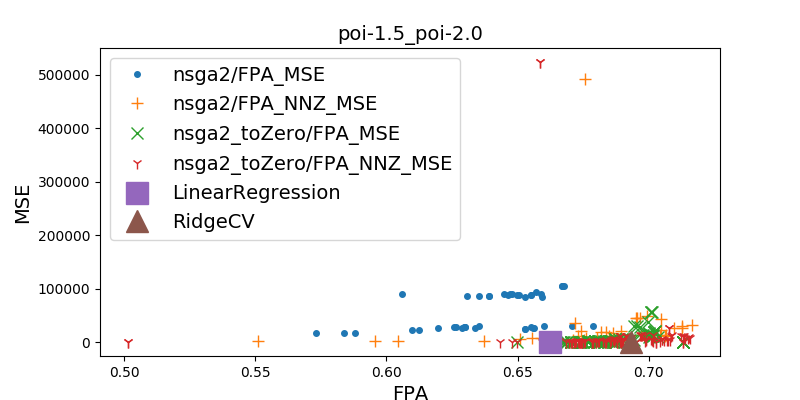 poi-1.5_poi-2.0
MSE
500000
400000
300000
200000
100000
0
nsga2/FPA_MSE
nsga2/FPA_NNZ_MSE
nsga2_toZero/FPA_MSE
nsga2_toZero/FPA_NNZ_MSE
LinearRegression
RidgeCV
0.50 0.55 0.60 0.65 0.70
FPA